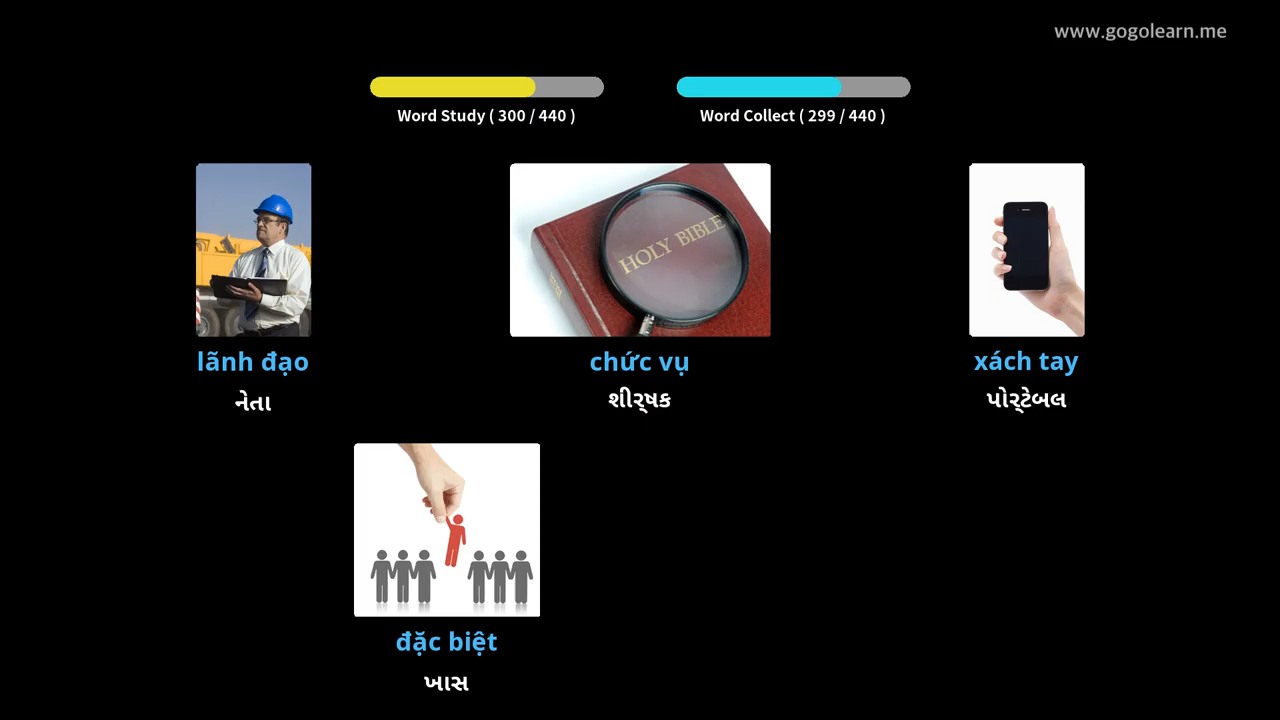 www.gogolearn.me
Word Study ( 300 / 440 )
Word Collect ( 299 / 440 )
HOLY BIBLE
lãnh đạo
નેતા
chức vụ
શીર્ષક
xách tay
પોર્ટેબલ
đặc biệt
ખાસ